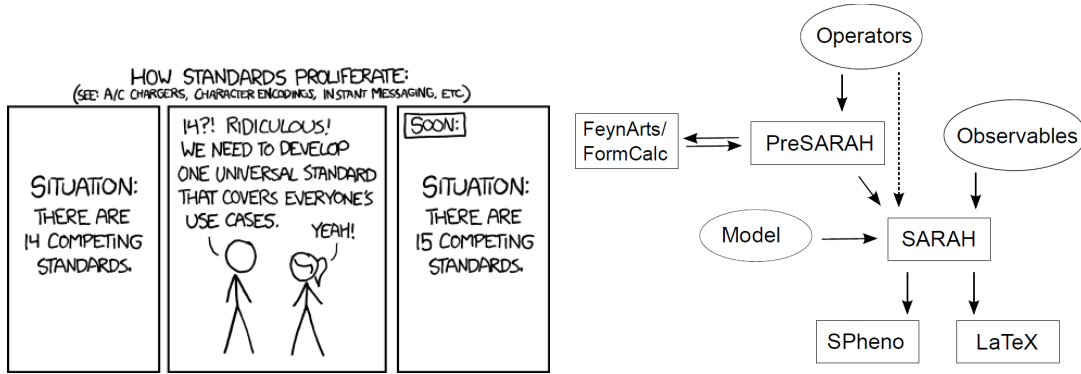 HOW STANDARDS PROLIFERATE:
(SEE: A/C CHARGERS, CHARACTER ENCODINGS, INSTANT MESSAGING, ETC.)
SITUATION:
THERE ARE
14 COMPETING
STANDARDS.
14?! RIDICULOUS!
WE NEED TO DEVELOP
ONE UNIVERSAL STANDARD
THAT COVERS EVERYONE'S
USE CASES.
YEAH!
SOON:
SITUATION:
THERE ARE
15 COMPETING
STANDARDS.
Operators
FeynArts/
FormCalc
PreSARAH
Observables
Model
SARAH
SPheno
LaTeX